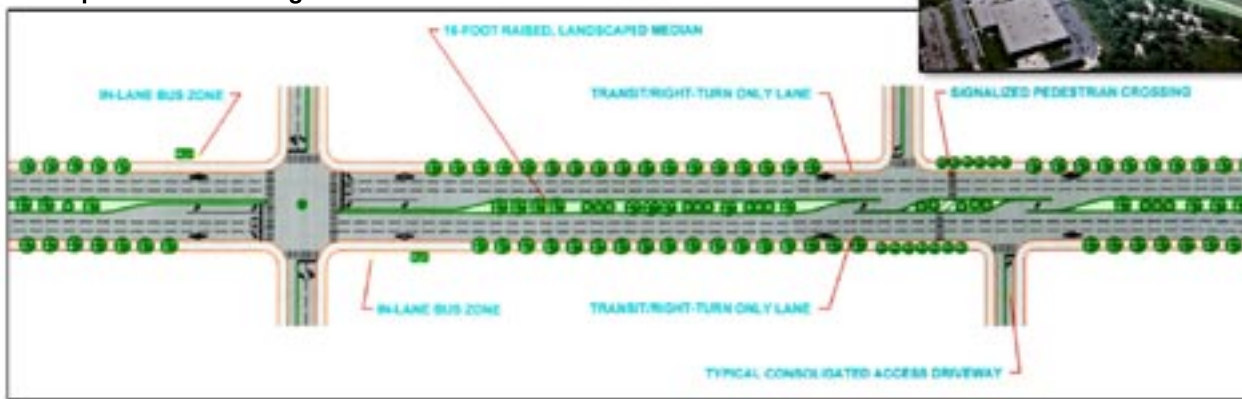 16-FOOT RAISED, LANDSCAPED MEDIAN
IN-LANE BUS ZONE
TRANSIT/RIGHT-TURN ONLY LANE
SIGNALIZED PEDESTRIAN CROSSING
IN-LANE BUS ZONE
TRANSIT/RIGHT-TURN ONLY LANE
TYPICAL CONSOLIDATED ACCESS DRIVEWAY